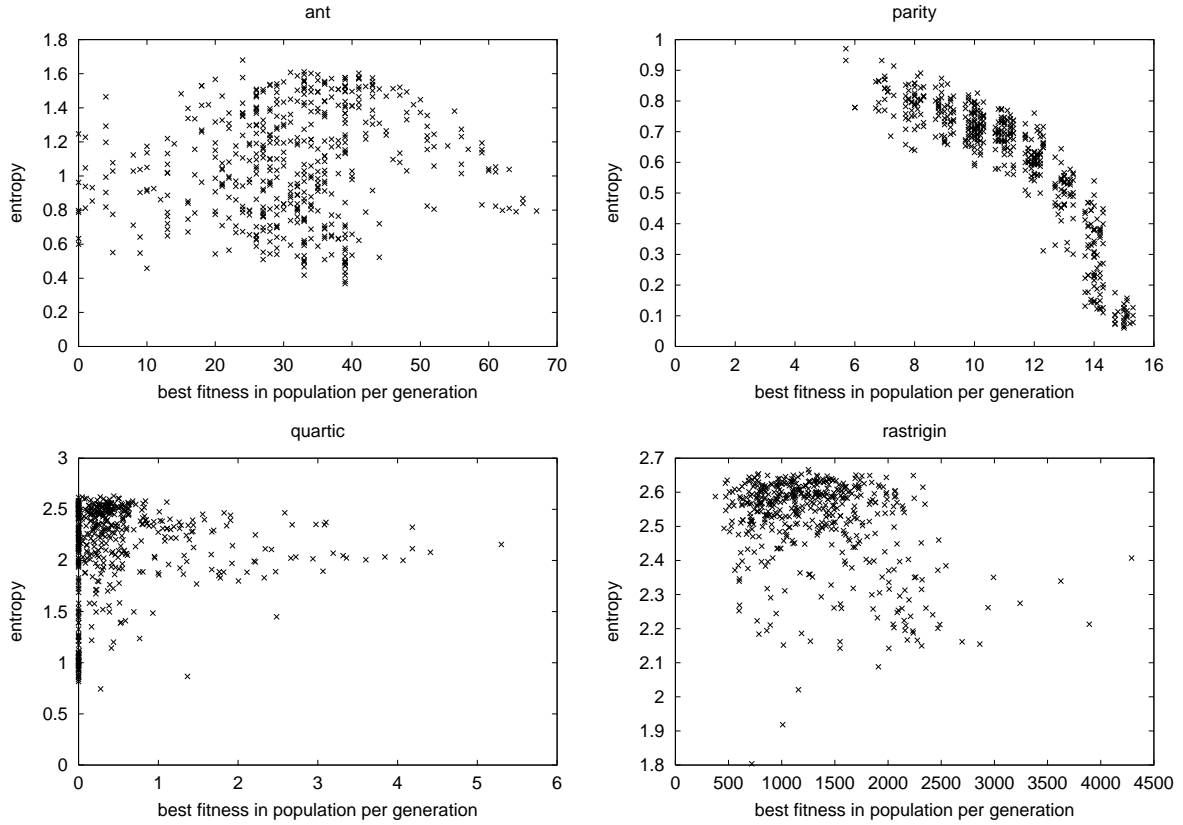 ant
1.8
1.6
1.4
1.2
1
0.8
0.6
0.4
0.2
0
entropy
0 10 20 30 40 50 60 70
best fitness in population per generation
parity
1
0.9
0.8
0.7
0.6
0.5
0.4
0.3
0.2
0.1
0
entropy
0 2 4 6 8 10 12 14 16
best fitness in population per generation
quartic
3
2.5
2
1.5
1
0.5
0
entropy
0 1 2 3 4 5 6
best fitness in population per generation
rastrigin
2.7
2.6
2.5
2.4
2.3
2.2
2.1
2
1.9
1.8
entropy
0 500 1000 1500 2000 2500 3000 3500 4000 4500
best fitness in population per generation